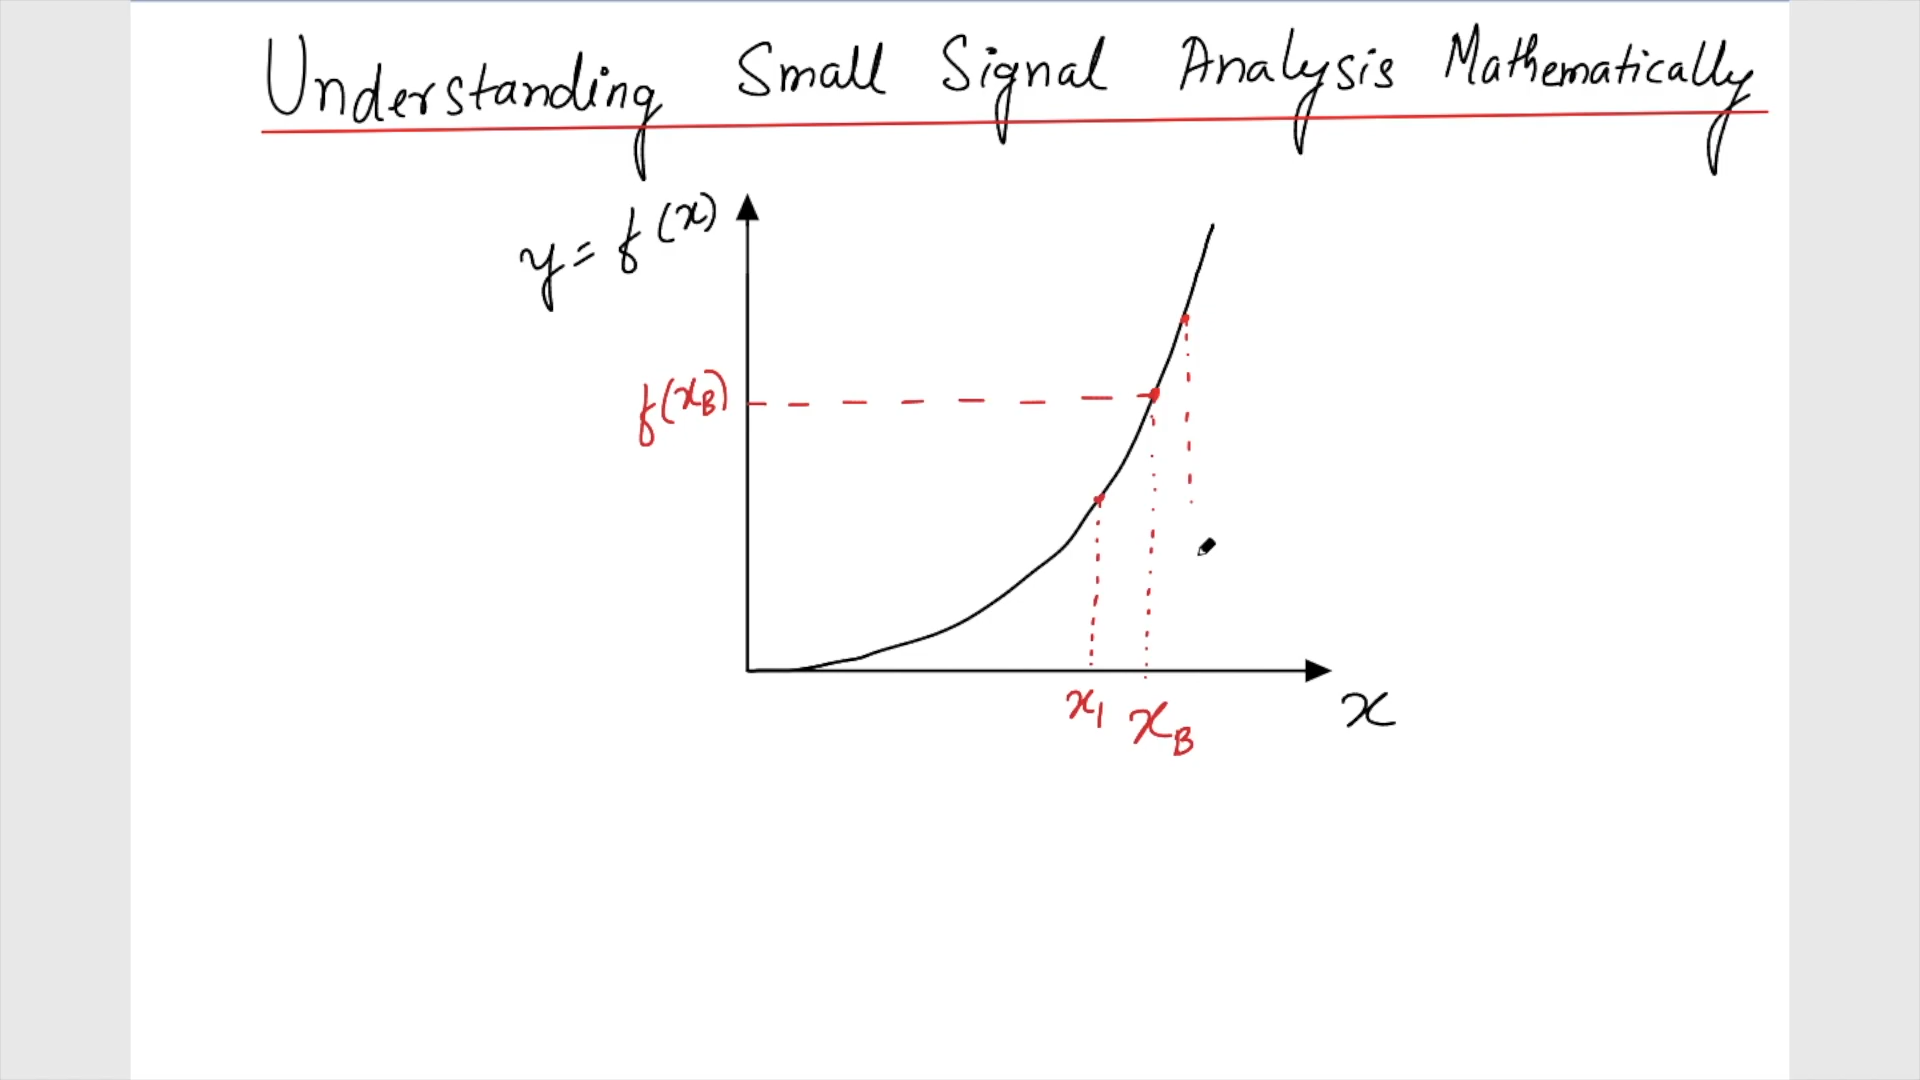 Understanding Small Signal Analysis Mathematically
y = f(x)
f(x_B)
x_1
x_B
x